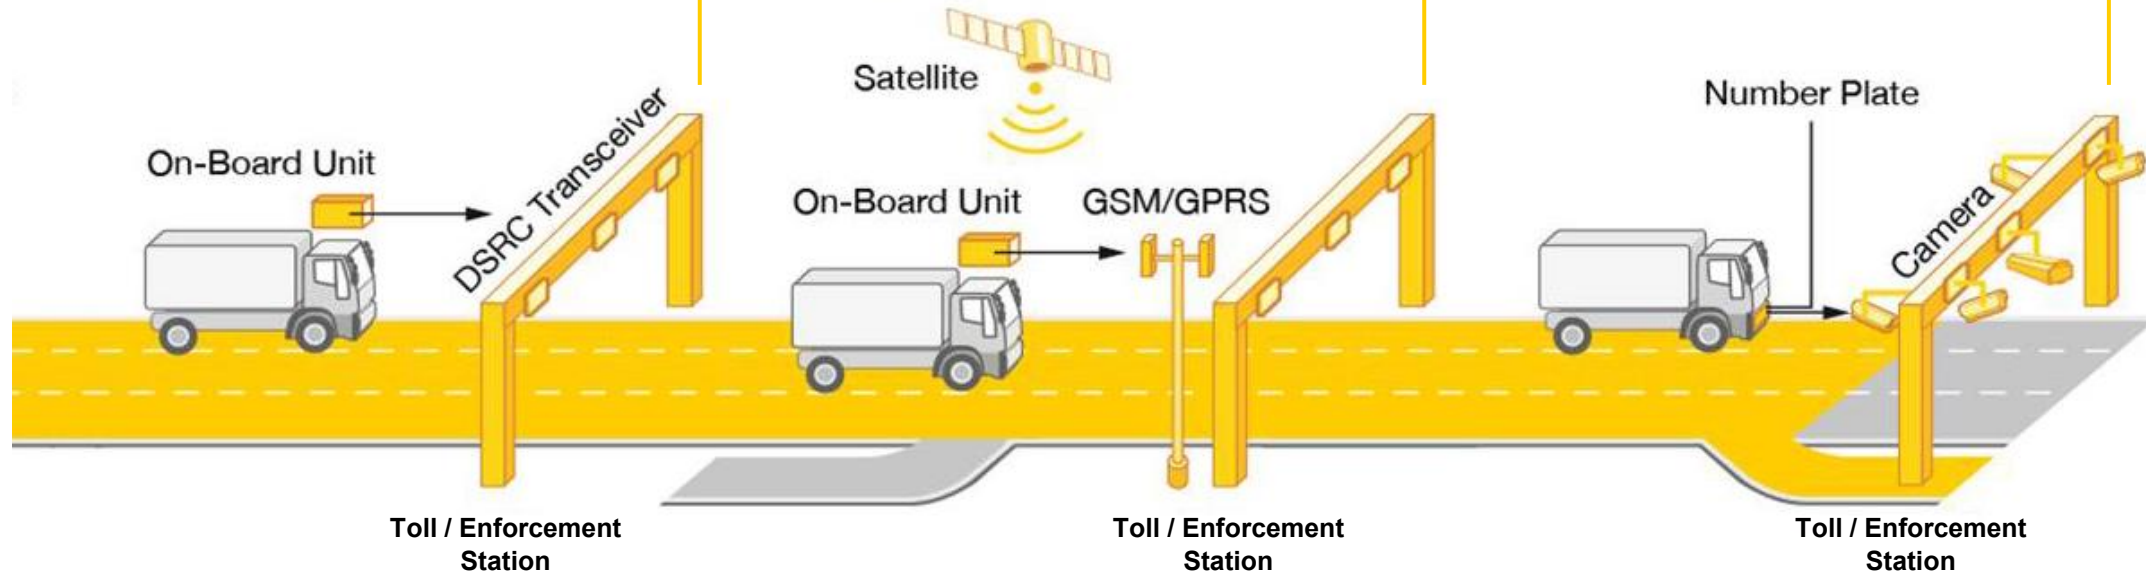 Satellite
Number Plate
On-Board Unit
DSRC Transceiver
On-Board Unit
GSM/GPRS
Camera
Toll / Enforcement
Station
Toll / Enforcement
Station
Toll / Enforcement
Station